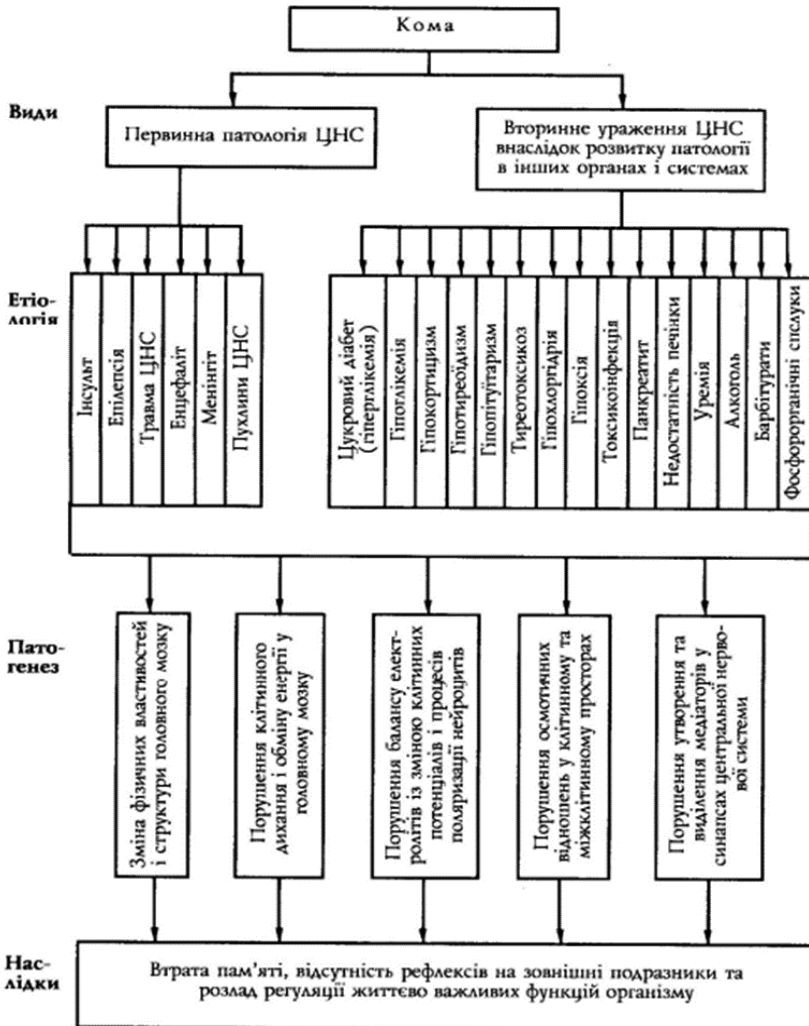 Кома
Види
Первинна патологія ЦНС
Вторинне ураження ЦНС
внаслідок розвитку патології
в інших органах і системах
Етіо-
логія
Інсульт
Епілепсія
Травма ЦНС
Енцефаліт
Менінгіт
Пухлини ЦНС
Цукровий діабет
(гіперглікемія)
Гіпоглікемія
Гіпокортицизм
Гіпотиреоїдизм
Гіпопітуїтаризм
Тиреотоксикоз
Гіпохлоргідрія
Гіпоксія
Токсикоінфекція
Панкреатит
Недостатність печінки
Уремія
Алкоголь
Барбітурати
Фосфорорганічні сплуки
Пато-
генез
Зміна фізичних властивостей
і структури головного мозку
Порушення клітинного
дихання і обміну енергії у
головному мозку
Порушення балансу елект-
ролітів із зміною клітинних
потенціалів і процесів
поляризації нейроцитів
Порушення осмотичних
відношень у клітинному та
міжклітинному просторах
Порушення утворення та
виділення медіаторів у
синапсах центральної нерво-
вої системи
Нас-
лідки
Втрата пам'яті, відсутність рефлексів на зовнішні подразники та
розлад регуляції життєво важливих функцій організму